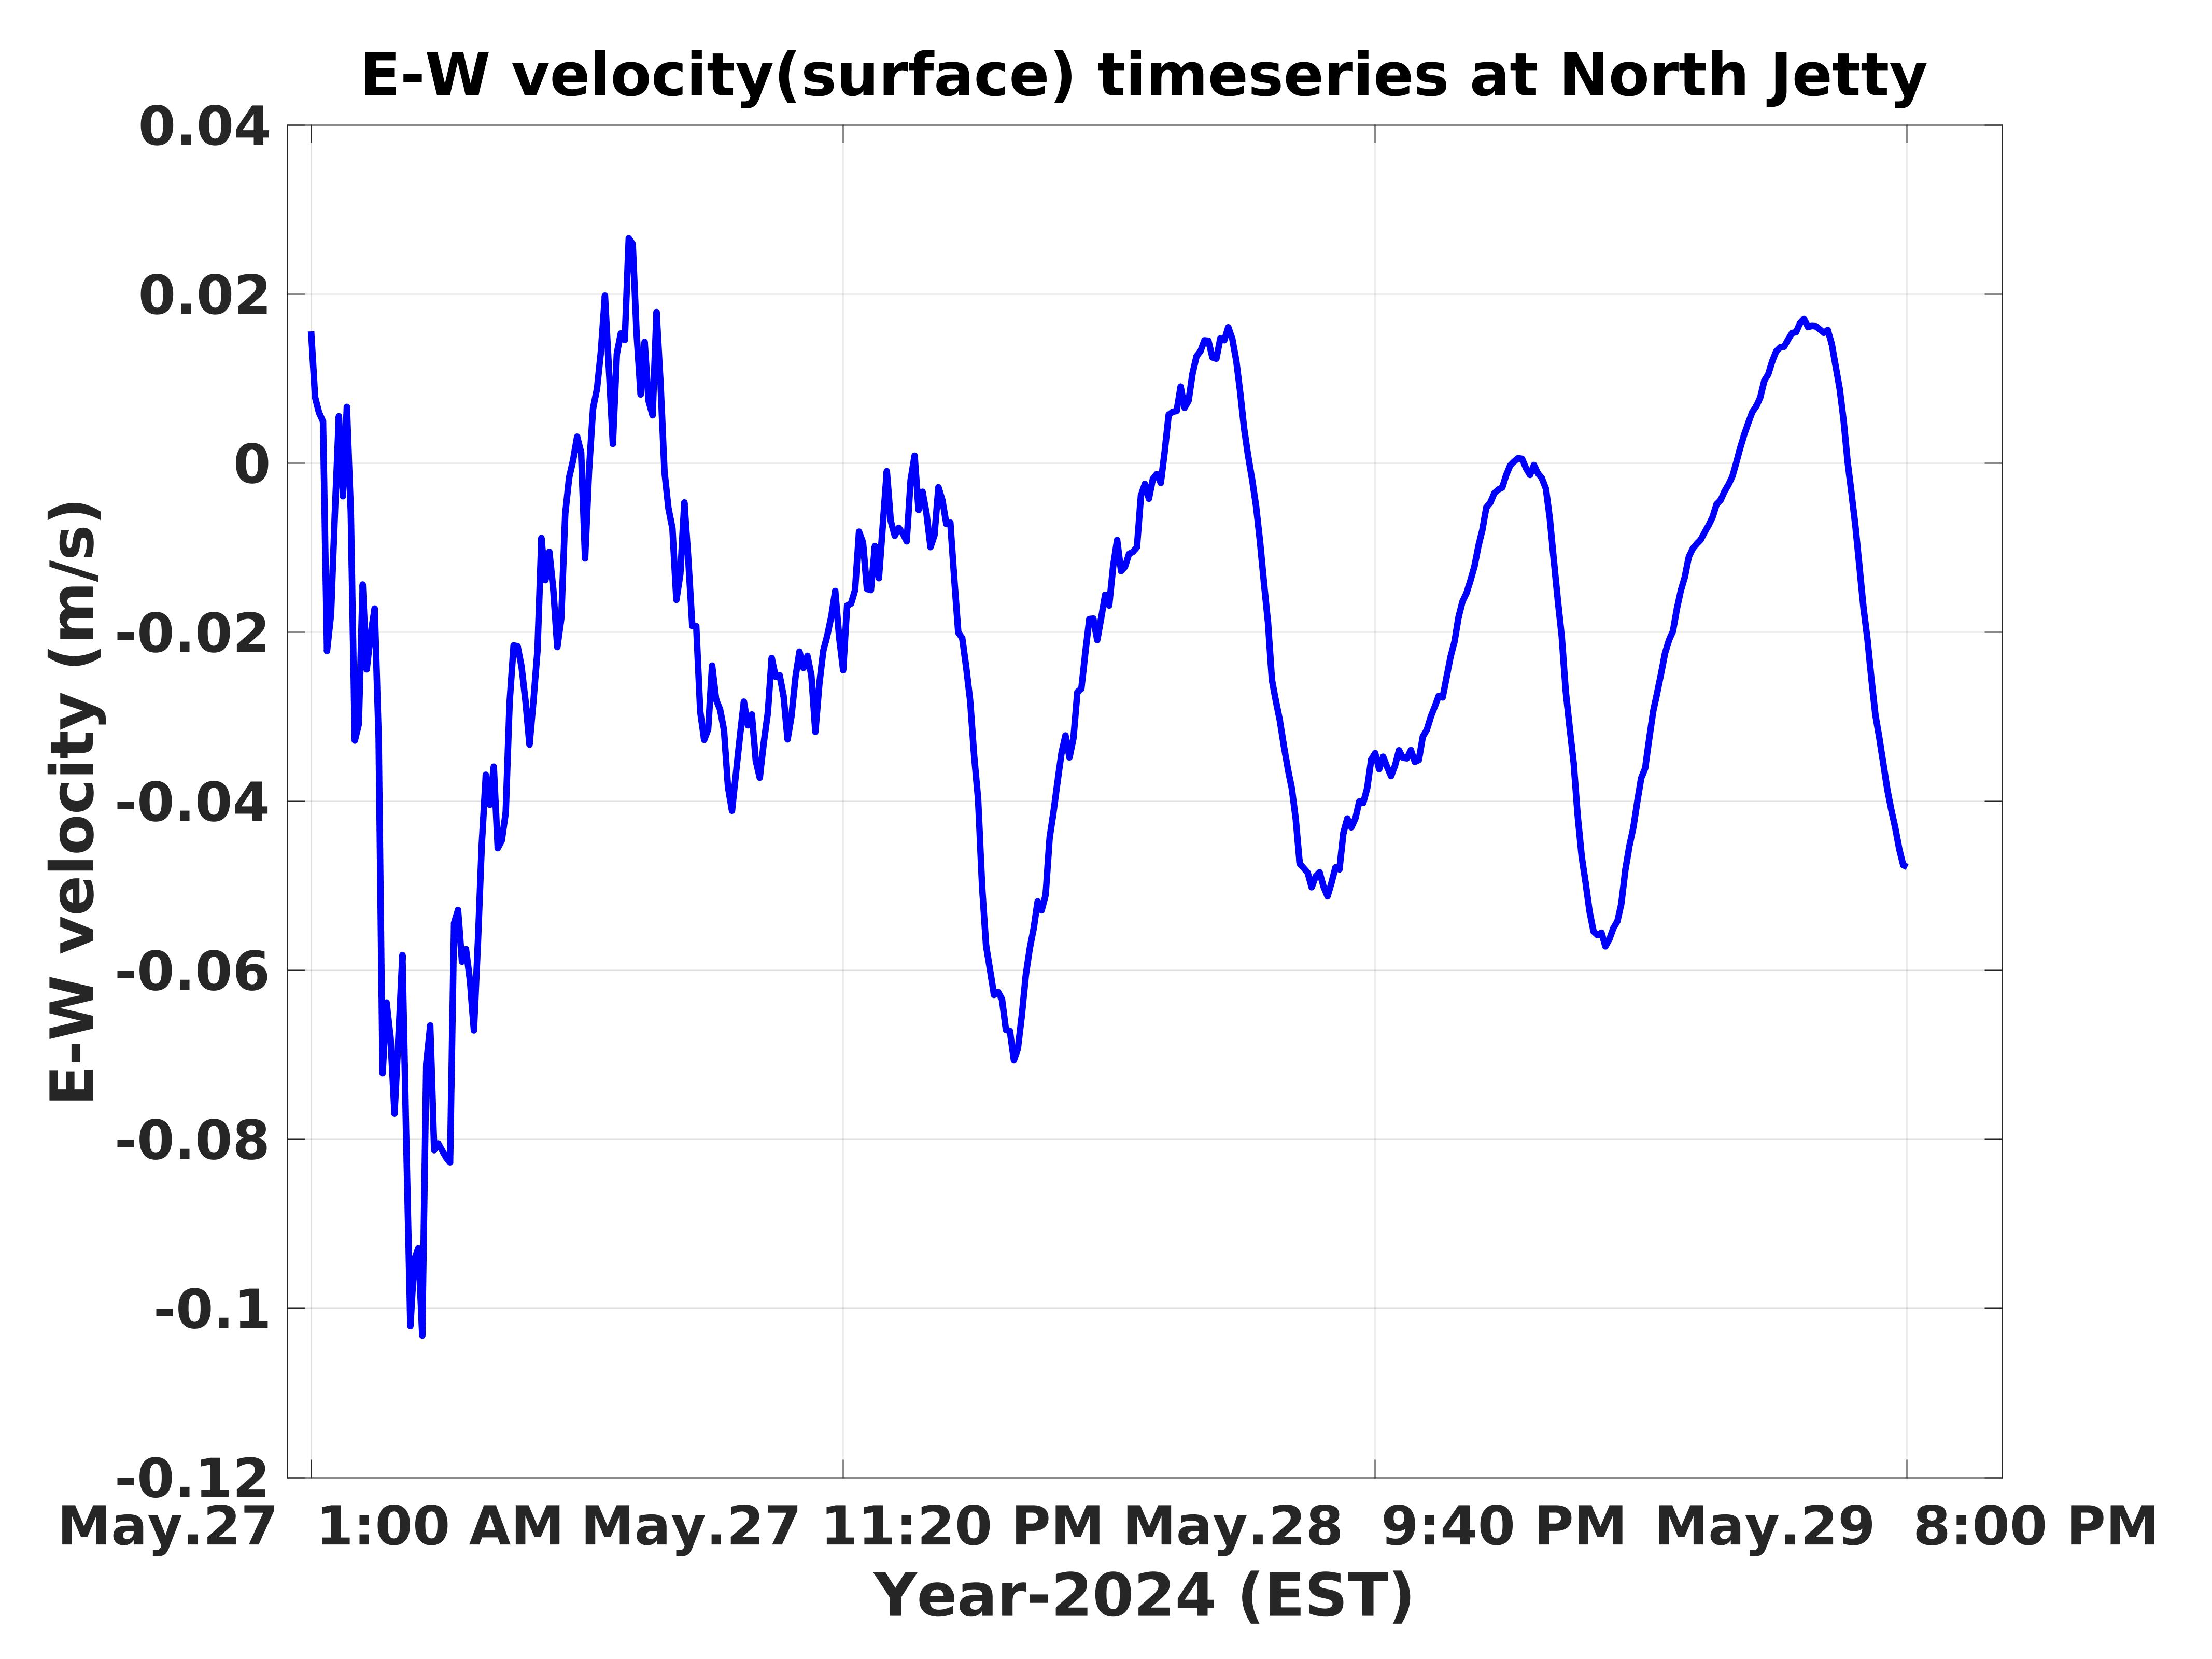 E-W velocity(surface) timeseries at North Jetty
0.04
0.02
0
-0.02
-0.04
-0.06
-0.08
-0.1
-0.12
E-W velocity (m/s)
May.27 1:00 AM May.27 11:20 PM May.28 9:40 PM May.29 8:00 PM
Year-2024 (EST)